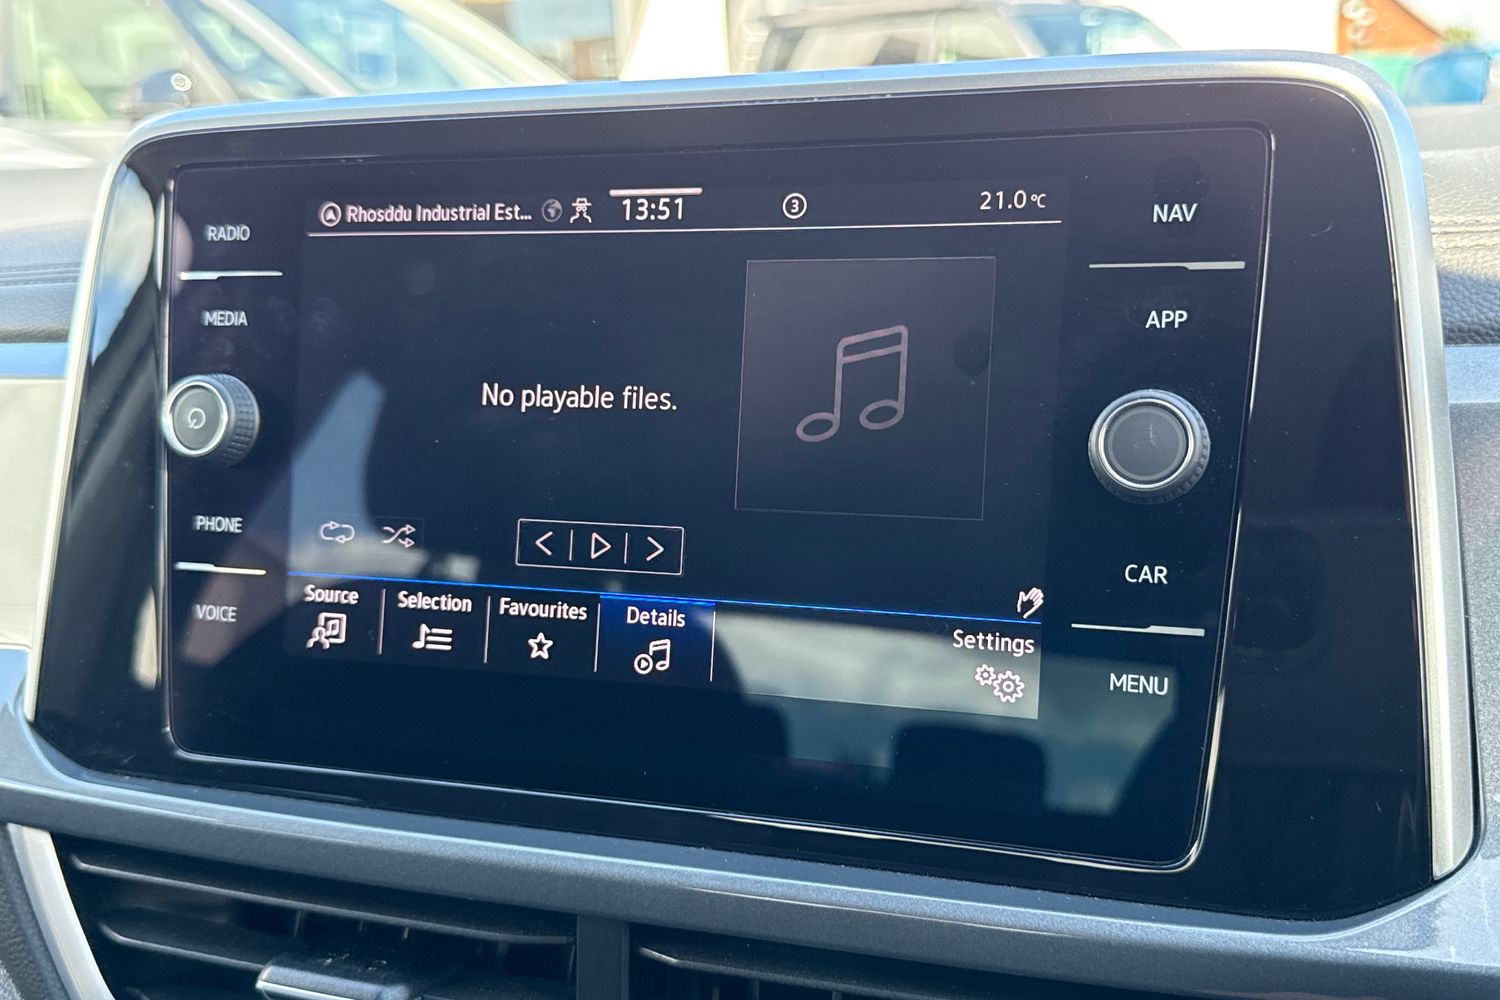 Rhosddu Industrial Est... 13:51 3 21.0°C
RADIO
MEDIA
PHONE
VOICE
No playable files.
Source
Selection
Favourites
Details
Settings
NAV
APP
CAR
MENU